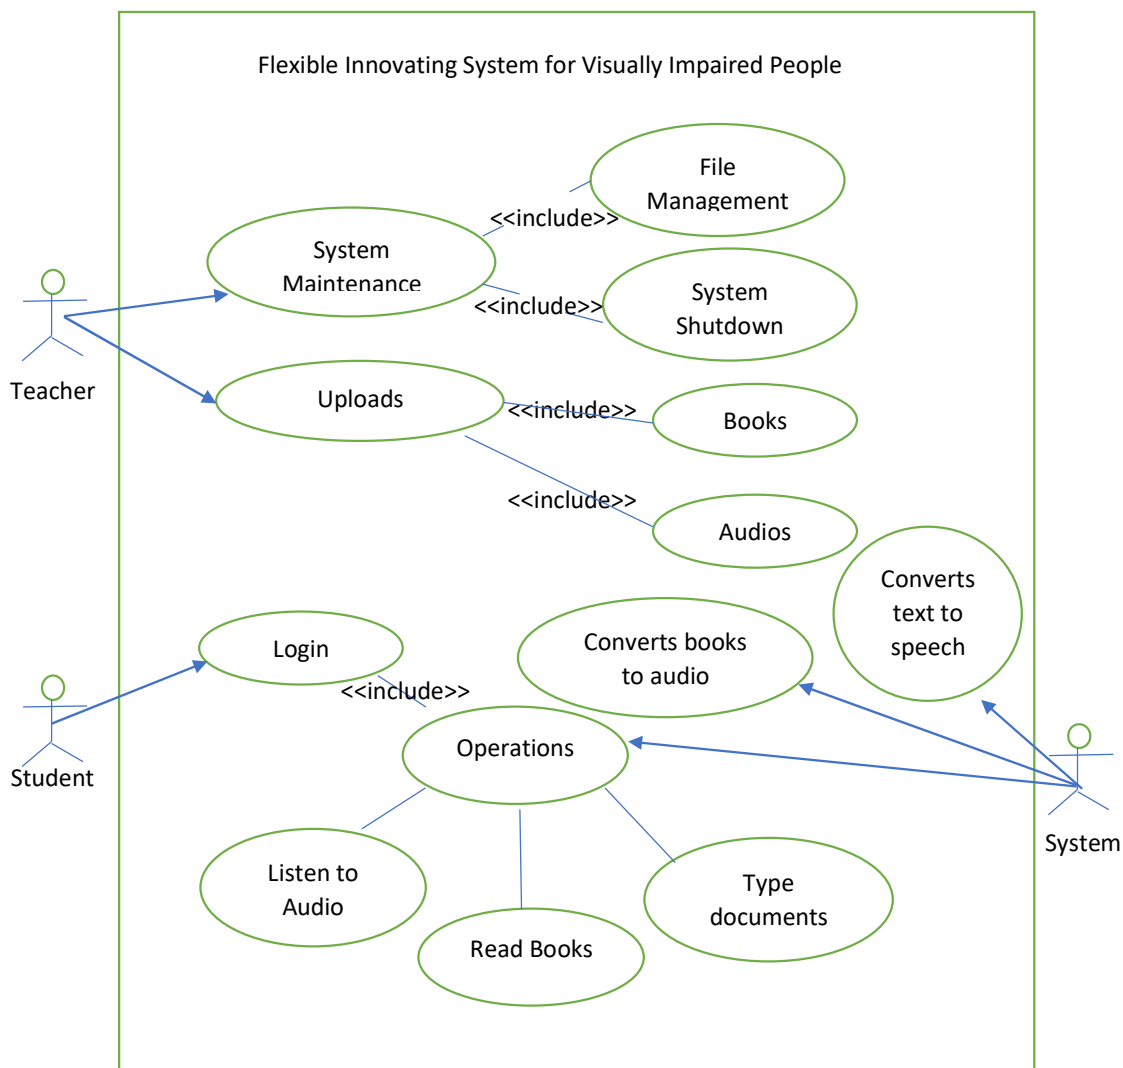 Flexible Innovating System for Visually Impaired People
File
Management
<<include>>
System
Maintenance
<<include>>
System
Shutdown
Teacher
Uploads
<<include>>
Books
<<include>>
Audios
Converts
text to
speech
Login
Converts books
to audio
<<include>>
Student
Operations
System
Listen to
Audio
Type
documents
Read Books